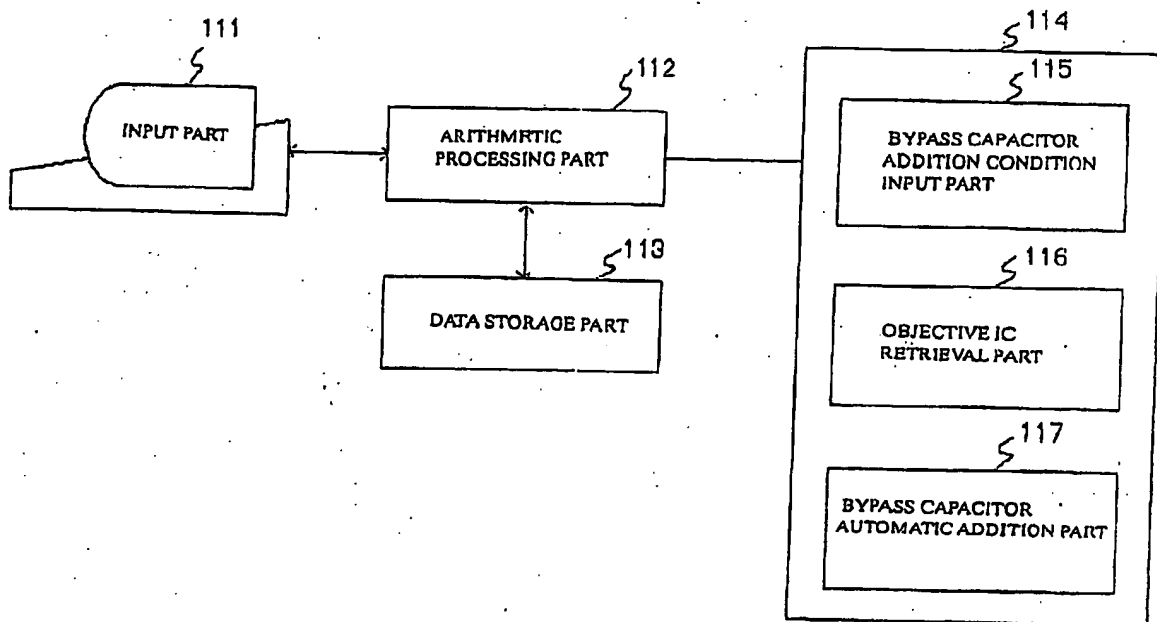 111
INPUT PART
112
ARITHMRTIC
PROCESSING PART
113
DATA STORAGE PART
114
115
BYPASS CAPACITOR
ADDITION CONDITION
INPUT PART
116
OBJECTIVE IC
RETRIEVAL PART
117
BYPASS CAPACITOR
AUTOMATIC ADDITION PART